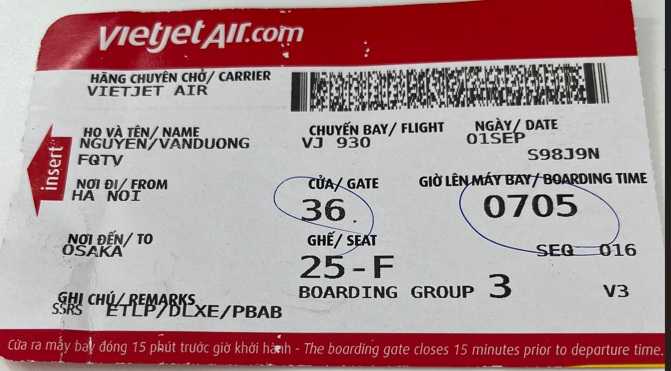 vietjetAir.com
HÃNG CHUYÊN CHỞ/ CARRIER
VIETJET AIR
HỌ VÀ TÊN/ NAME
NGUYEN/VANDUONG
FQTV
CHUYẾN BAY/ FLIGHT
VJ 930
NGÀY/ DATE
01SEP
S98J9N
insert
NƠI ĐI/ FROM
HA NOI
CỬA/ GATE
36
GIỜ LÊN MÁY BAY/ BOARDING TIME
0705
NƠI ĐẾN/ TO
OSAKA
GHẾ/ SEAT
25-F
SEQ 016
GHI CHÚ/ REMARKS
SSRS ETLP/DLXE/PBAB
BOARDING GROUP 3
V3
Cửa ra máy bay đóng 15 phút trước giờ khởi hành - The boarding gate closes 15 minutes prior to departure time.